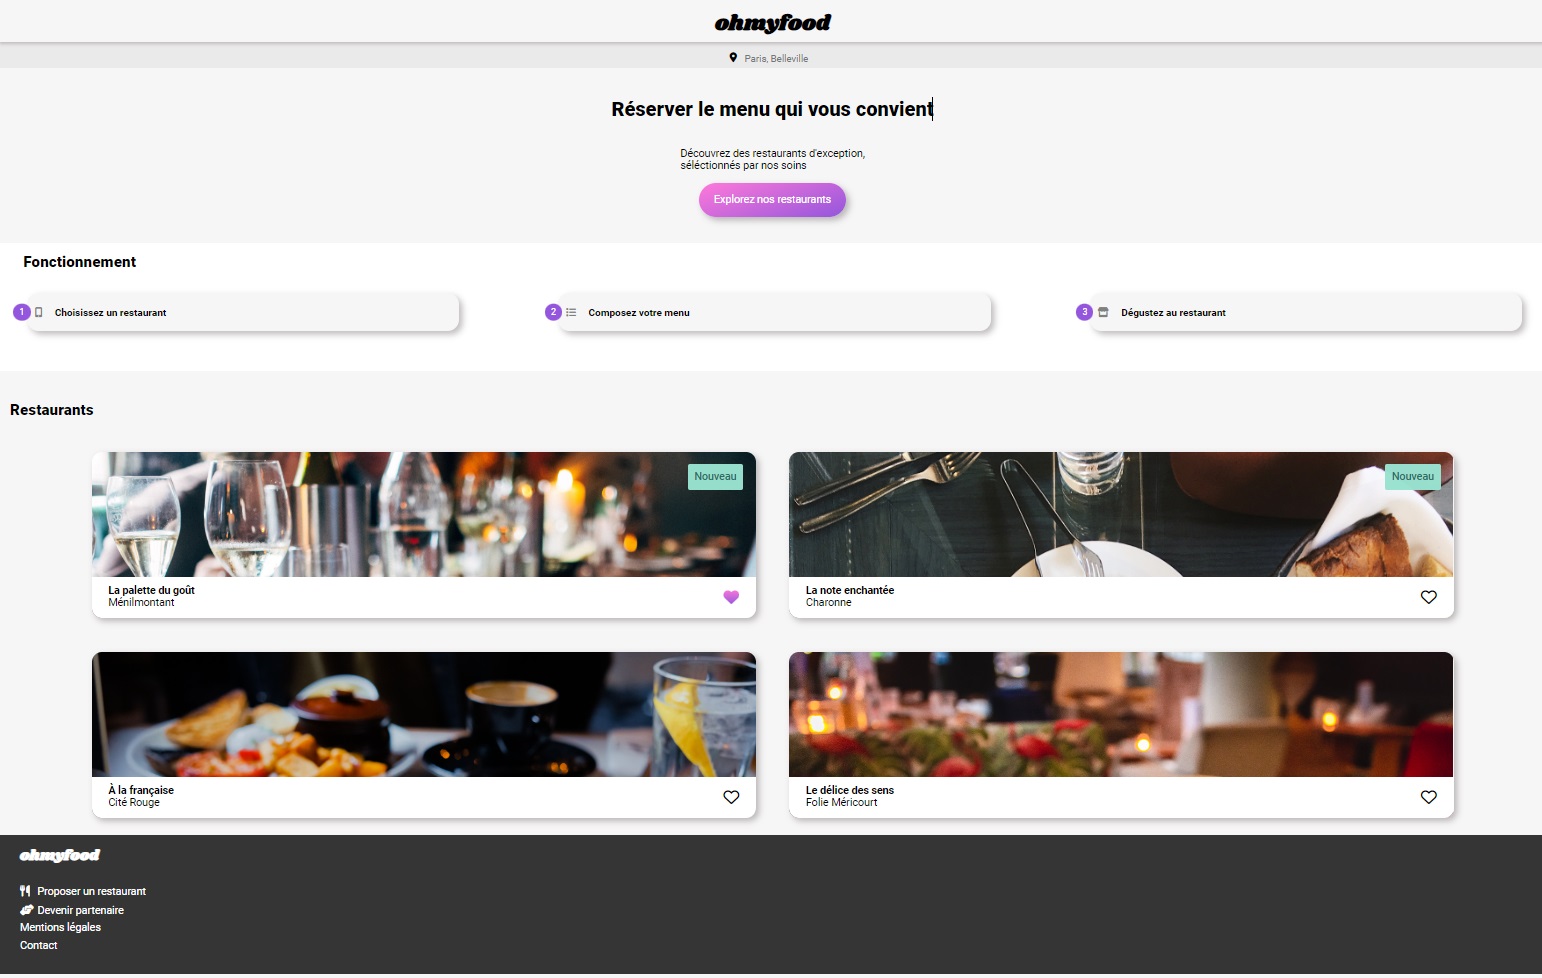 ohmyfood
Paris, Belleville
Réserver le menu qui vous convient
Découvrez des restaurants d'exception,
séléctionnés par nos soins
Explorez nos restaurants
Fonctionnement
1 Choisissez un restaurant
2 Composez votre menu
3 Dégustez au restaurant
Restaurants
Nouveau
La palette du goût
Ménilmontant
Nouveau
La note enchantée
Charonne
À la française
Cité Rouge
Le délice des sens
Folie Méricourt
ohmyfood
Proposer un restaurant
Devenir partenaire
Mentions légales
Contact